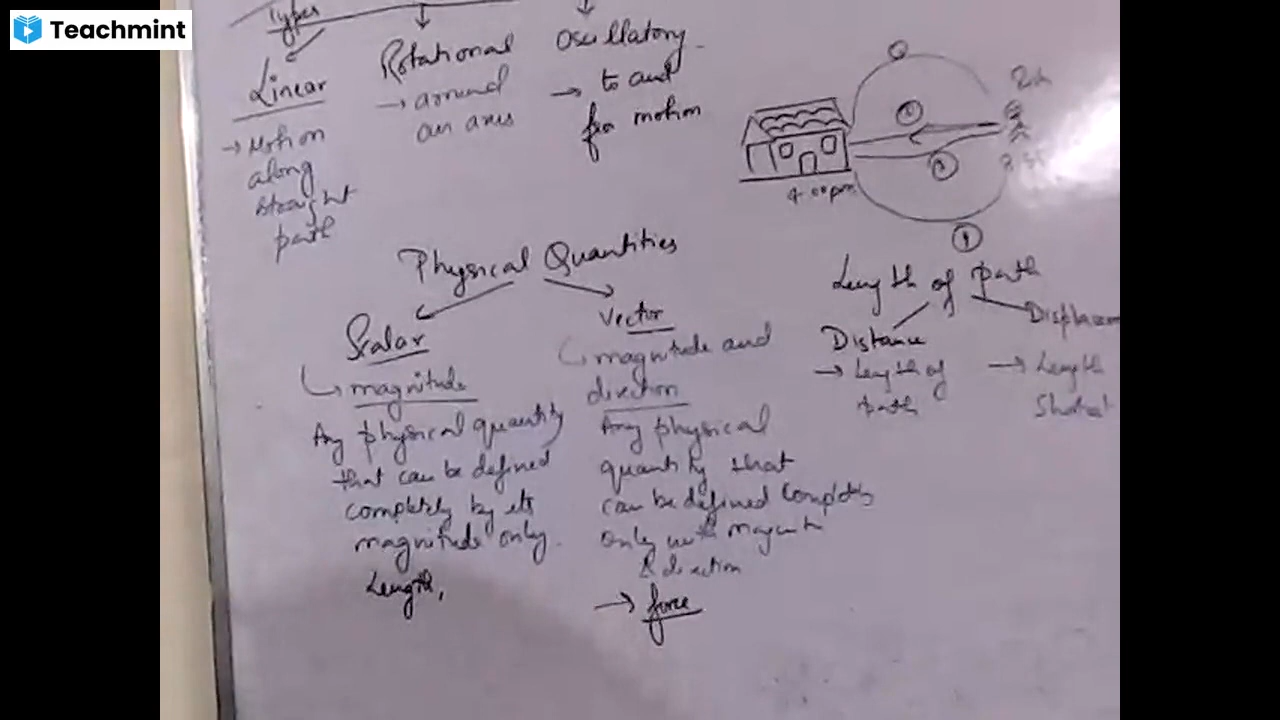 Teachmint
Types
Linear
→ Motion
along
straight
path
Rotational
→ around
an axis
Oscillatory
→ to and
fro motion
2
3
4:00pm
1
Physical Quantities
Scalar
magnitude
Any physical quantity
that can be defined
completely by its
magnitude only.
Length,
Vector
magnitude and
direction
Any physical
quantity that
can be defined
only with
& direction
→ force
Length of path
Distance
→ Length of
path
→ Length